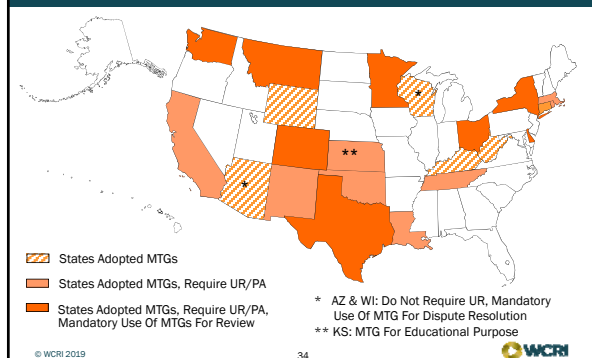 *
**
*
States Adopted MTGs
States Adopted MTGs, Require UR/PA
States Adopted MTGs, Require UR/PA,
Mandatory Use Of MTGs For Review
* AZ & WI: Do Not Require UR, Mandatory
Use Of MTG For Dispute Resolution
** KS: MTG For Educational Purpose
© WCRI 2019
34
WCRI